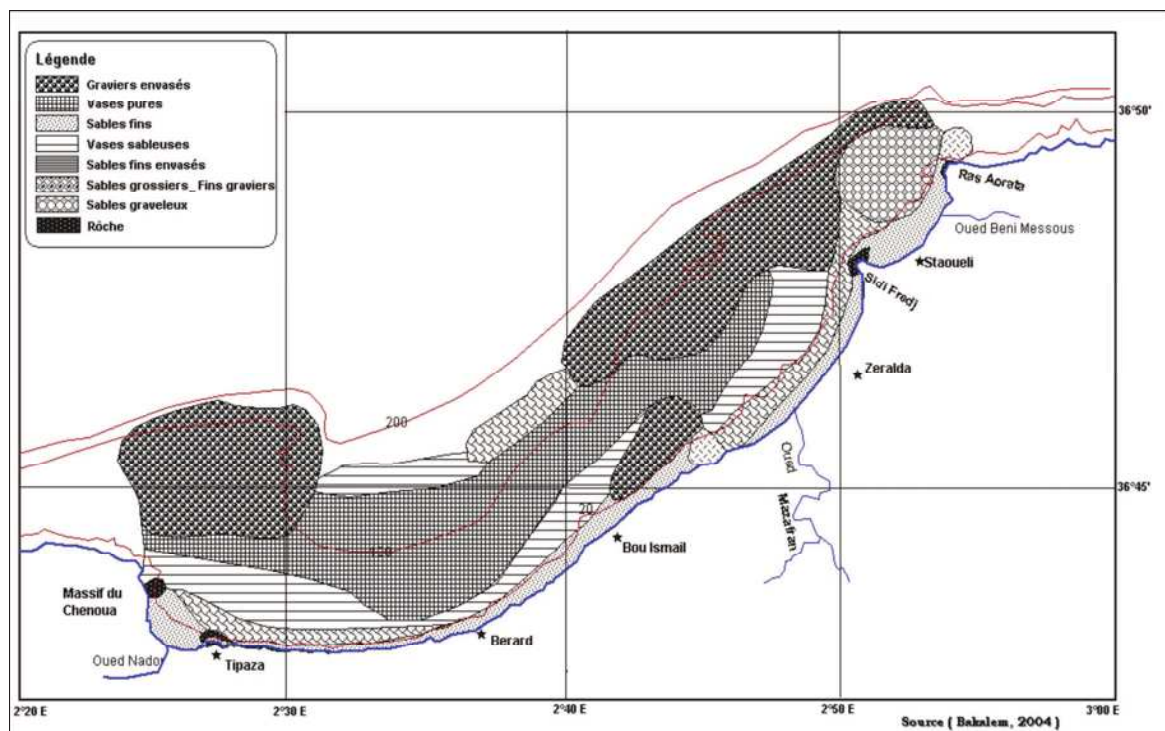 Légende
Graviers envasés
Vases pures
Sables fins
Vases sableuses
Sables fins envasés
Sables grossiers_ Fins graviers
Sables graveleux
Rôche
36°50'
Ras Aorata
Oued Beni Messous
Staoueli
Sidi Fredj
Zeralda
200
Oued
Mazafran
36°45'
20
Bou Ismail
Massif du
Chenoua
Berard
Oued Nador
Tipaza
2°20 E
2°30 E
2°40 E
2°50 E
3°00 E
Source ( Bakalem, 2004 )